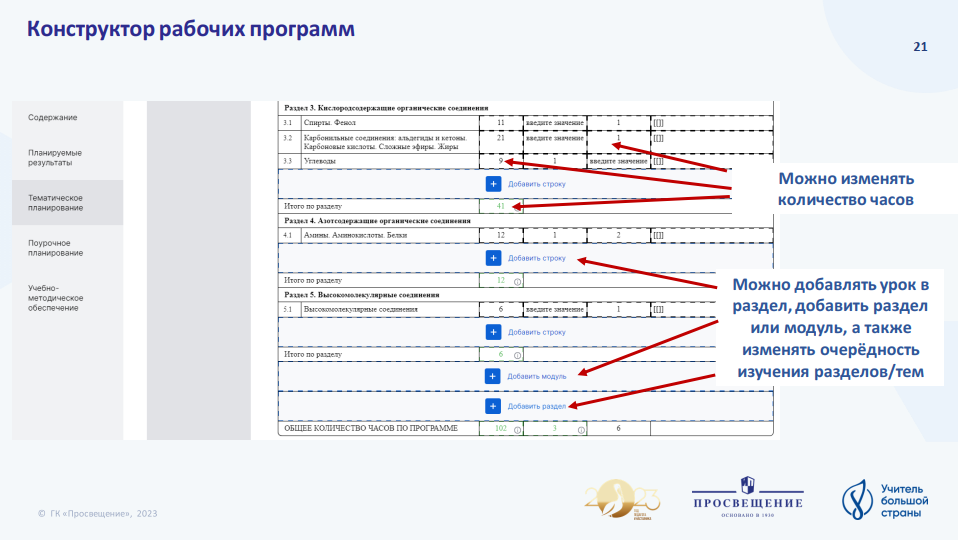 Конструктор рабочих программ
21
Содержание
Планируемые
результаты
Тематическое
планирование
Поурочное
планирование
Учебно-
методическое
обеспечение
Раздел 3. Кислородсодержащие органические соединения
3.1 Спирты. Фенол 11 введите значение 1 [[]]
3.2 Карбонильные соединения: альдегиды и кетоны. 21 введите значение 1 [[]]
Карбоновые кислоты. Сложные эфиры. Жиры
3.3 Углеводы 9 1 введите значение [[]]
+ Добавить строку
Итого по разделу 41
Раздел 4. Азотсодержащие органические соединения
4.1 Амины. Аминокислоты. Белки 12 1 2 [[]]
+ Добавить строку
Итого по разделу 12
Раздел 5. Высокомолекулярные соединения
5.1 Высокомолекулярные соединения 6 введите значение 1 [[]]
+ Добавить строку
Итого по разделу 6
+ Добавить модуль
+ Добавить раздел
ОБЩЕЕ КОЛИЧЕСТВО ЧАСОВ ПО ПРОГРАММЕ 102 3 6
Можно изменять
количество часов
Можно добавлять урок в
раздел, добавить раздел
или модуль, а также
изменять очерёдность
изучения разделов/тем
© ГК «Просвещение», 2023
2023
ПРОСВЕЩЕНИЕ
ОСНОВАНО В 1930
Учитель
большой
страны